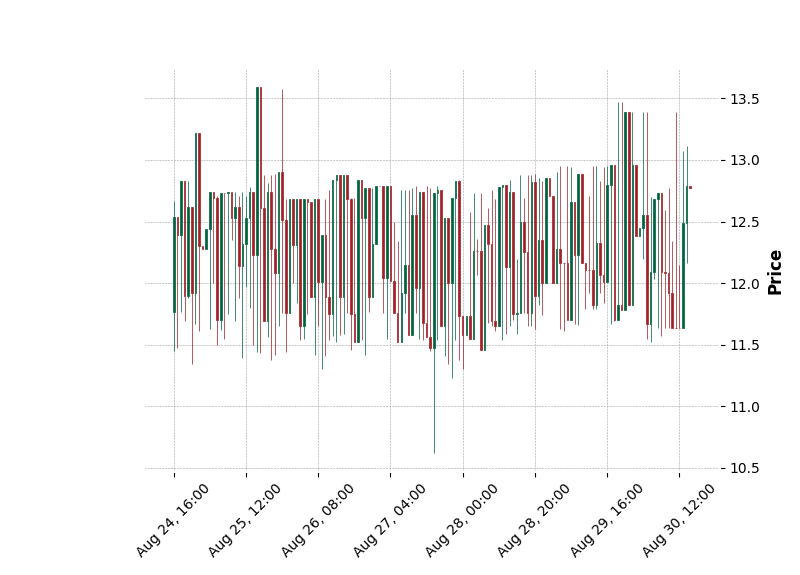 13.5
13.0
12.5
12.0
11.5
11.0
10.5
Price
Aug 24, 16:00
Aug 25, 12:00
Aug 26, 08:00
Aug 27, 04:00
Aug 28, 00:00
Aug 28, 20:00
Aug 29, 16:00
Aug 30, 12:00